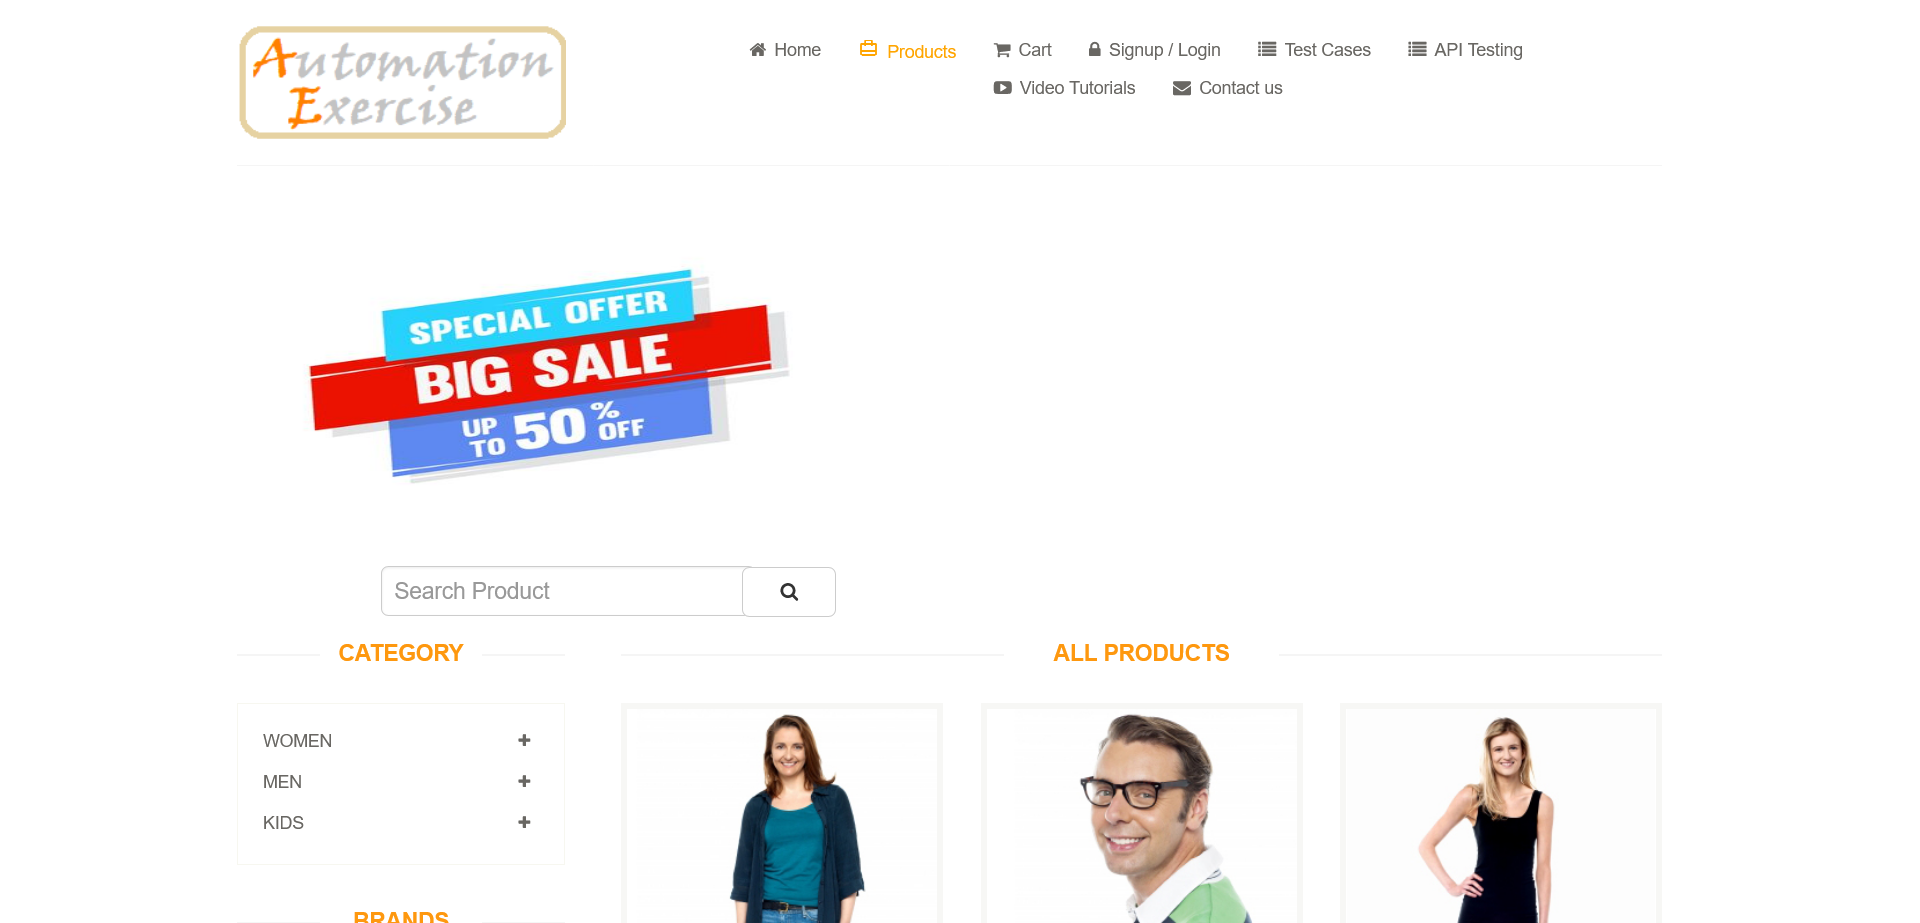 Automation
Exercise
Home
Products
Cart
Signup / Login
Test Cases
API Testing
Video Tutorials
Contact us
SPECIAL OFFER
BIG SALE
UP TO 50% OFF
Search Product
CATEGORY
ALL PRODUCTS
WOMEN
MEN
KIDS
BRANDS